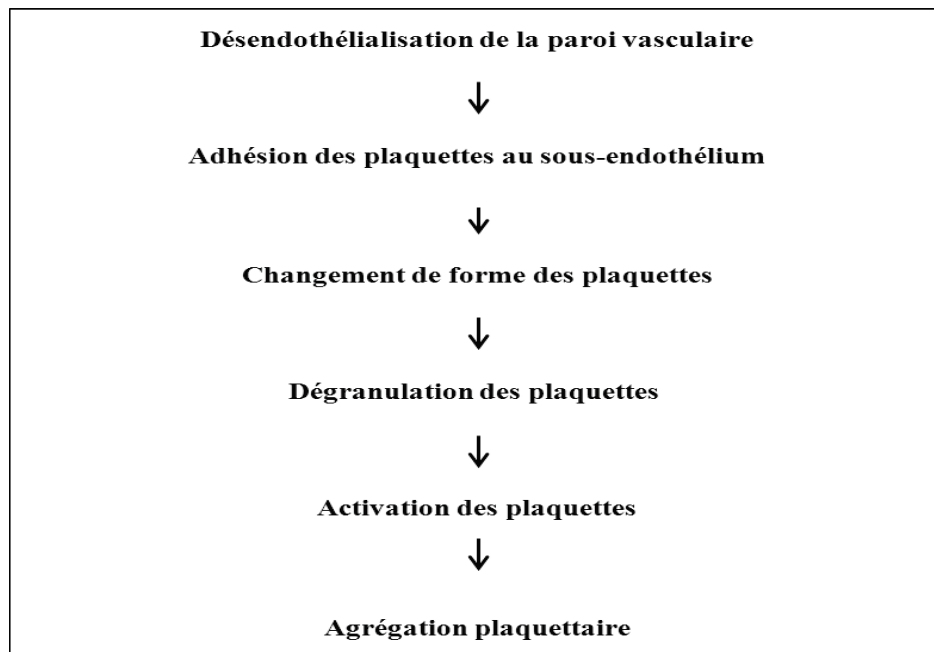 Désendothélialisation de la paroi vasculaire
Adhésion des plaquettes au sous-endothélium
Changement de forme des plaquettes
Dégranulation des plaquettes
Activation des plaquettes
Agrégation plaquettaire